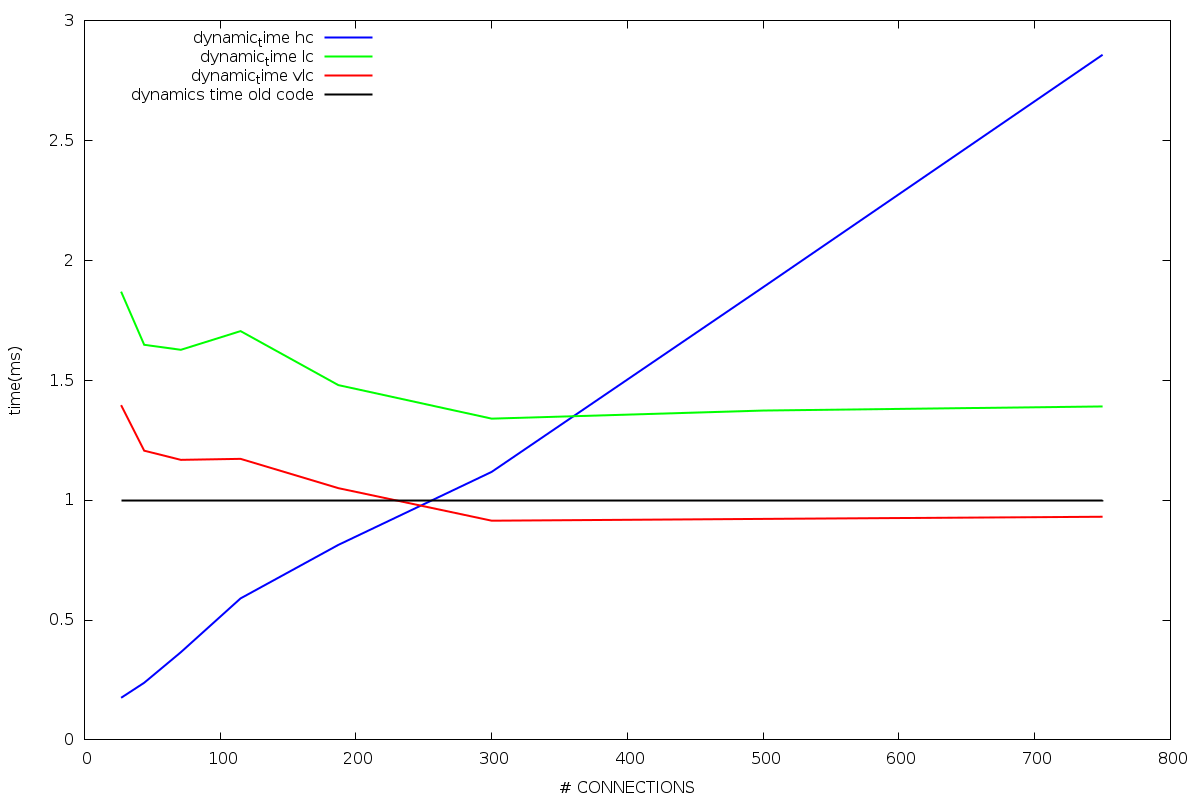 3
2.5
2
1.5
1
0.5
0
dynamic_time hc
dynamic_time lc
dynamic_time vlc
dynamics time old code
time(ms)
0 100 200 300 400 500 600 700 800
# CONNECTIONS